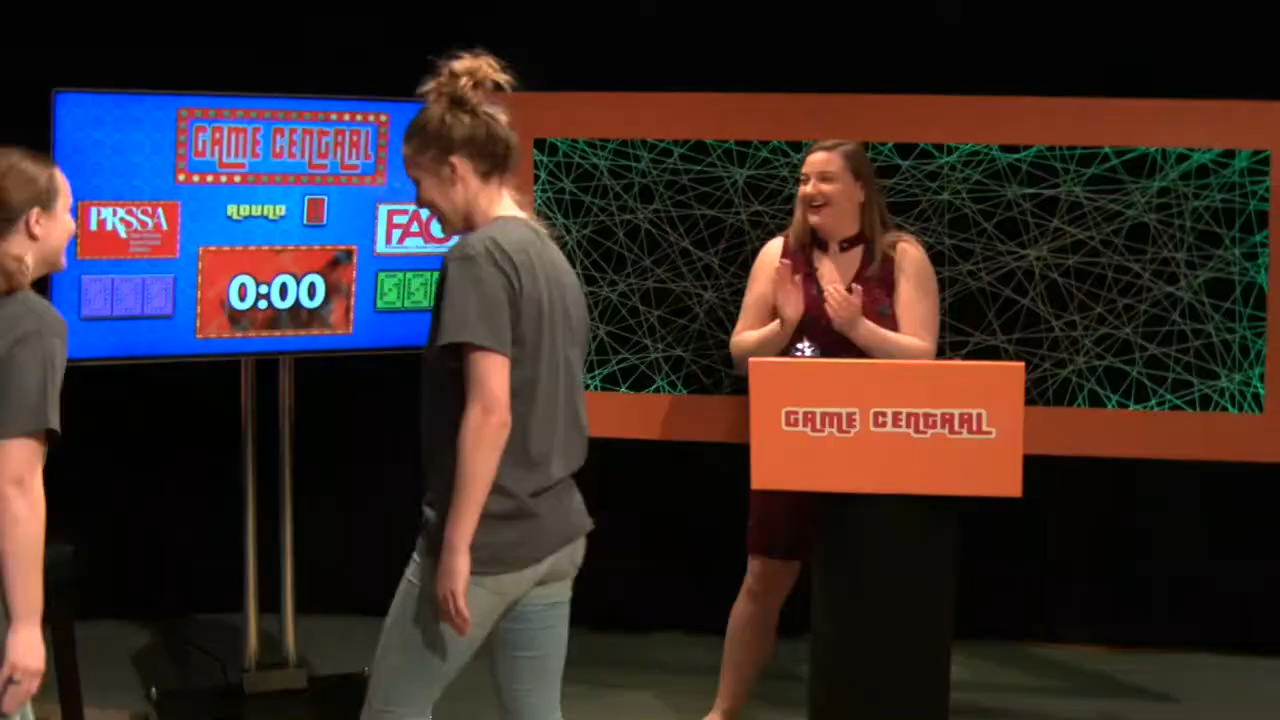 GAME CENTRAL
PRSSA
ROUND
FAC
0:00
GAME CENTRAL